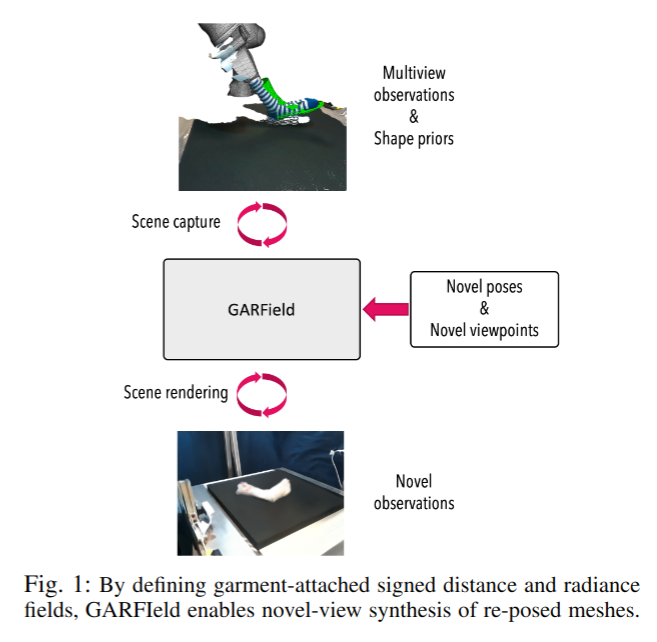 Multiview
observations
&
Shape priors
Scene capture
GARField
Novel poses
&
Novel viewpoints
Scene rendering
Novel
observations
Fig. 1: By defining garment-attached signed distance and radiance
fields, GARFIeld enables novel-view synthesis of re-posed meshes.